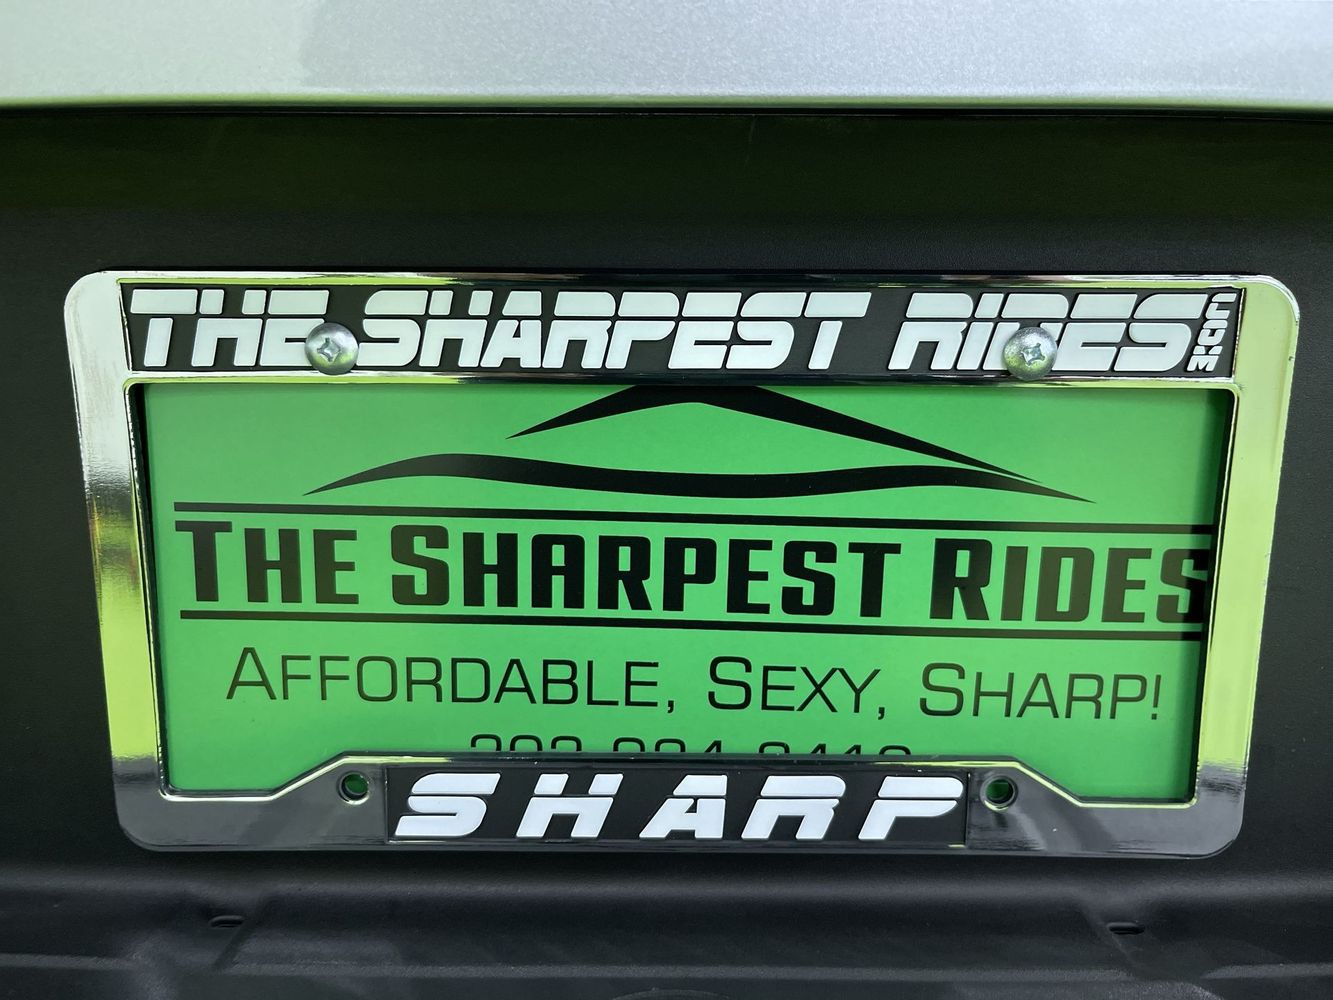 THE SHARPEST RIDES.COM
THE SHARPEST RIDES
AFFORDABLE, SEXY, SHARP!
SHARP